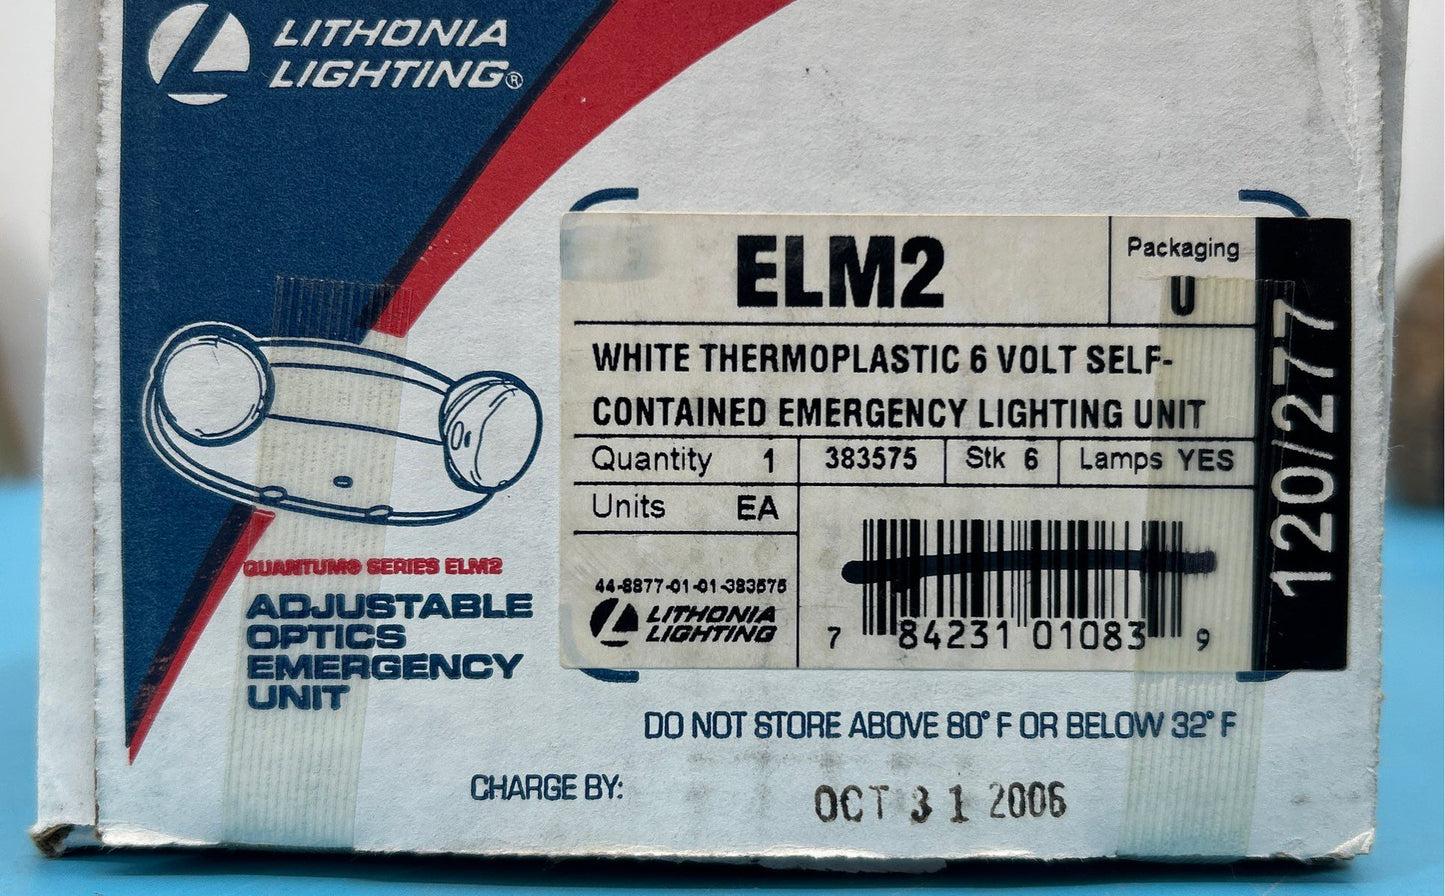 LITHONIA
LIGHTING®
ELM2
Packaging
U
WHITE THERMOPLASTIC 6 VOLT SELF-
CONTAINED EMERGENCY LIGHTING UNIT
Quantity 1
383575
Stk 6
Lamps YES
Units EA
44-8877-01-01-383575
LITHONIA
LIGHTING
7 84231 01083 9
120/277
QUANTUM® SERIES ELM2
ADJUSTABLE
OPTICS
EMERGENCY
UNIT
DO NOT STORE ABOVE 80° F OR BELOW 32° F
CHARGE BY: OCT 31 2006